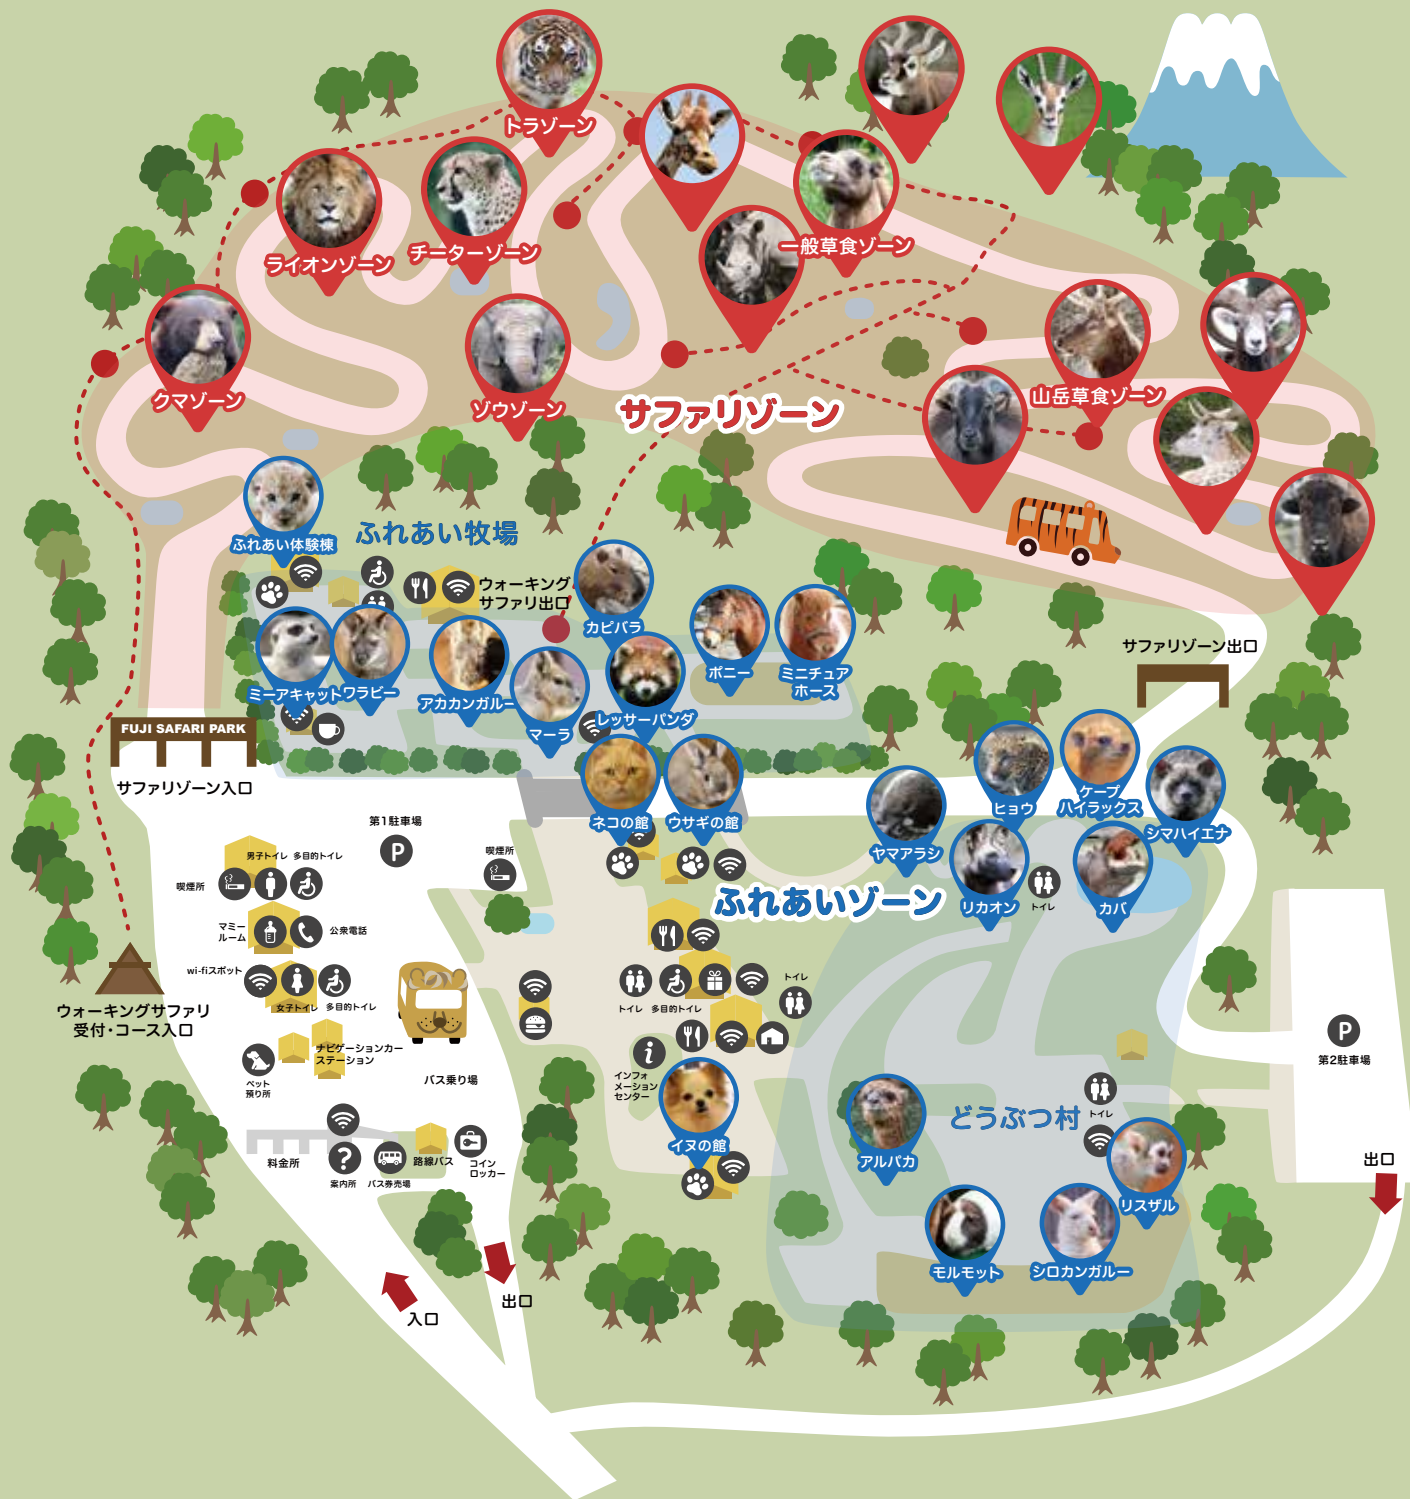 トラゾーン
ライオンゾーン
チーターゾーン
一般草食ゾーン
クマゾーン
ゾウゾーン
サファリゾーン
山岳草食ゾーン
ふれあい体験棟
ふれあい牧場
ウォーキング
サファリ出口
カピバラ
ポニー
ミニチュア
ホース
サファリゾーン出口
ミーアキャット
ワラビー
アカカンガルー
マーラ
レッサーパンダ
FUJI SAFARI PARK
サファリゾーン入口
ネコの館
ウサギの館
ヤマアラシ
ヒョウ
ケープ
ハイラックス
シマハイエナ
リカオン
カバ
トイレ
第1駐車場
P
喫煙所
男子トイレ
多目的トイレ
喫煙所
マミー
ルーム
公衆電話
wi-fiスポット
女子トイレ
多目的トイレ
ふれあいゾーン
トイレ
多目的トイレ
トイレ
ウォーキングサファリ
受付・コース入口
ナビゲーションカー
ステーション
ペット
預り所
バス乗り場
i
インフォ
メーション
センター
イヌの館
P
第2駐車場
アルパカ
どうぶつ村
トイレ
リスザル
モルモット
シロカンガルー
料金所
?
案内所
バス券売場
路線バス
コイン
ロッカー
出口
入口
出口